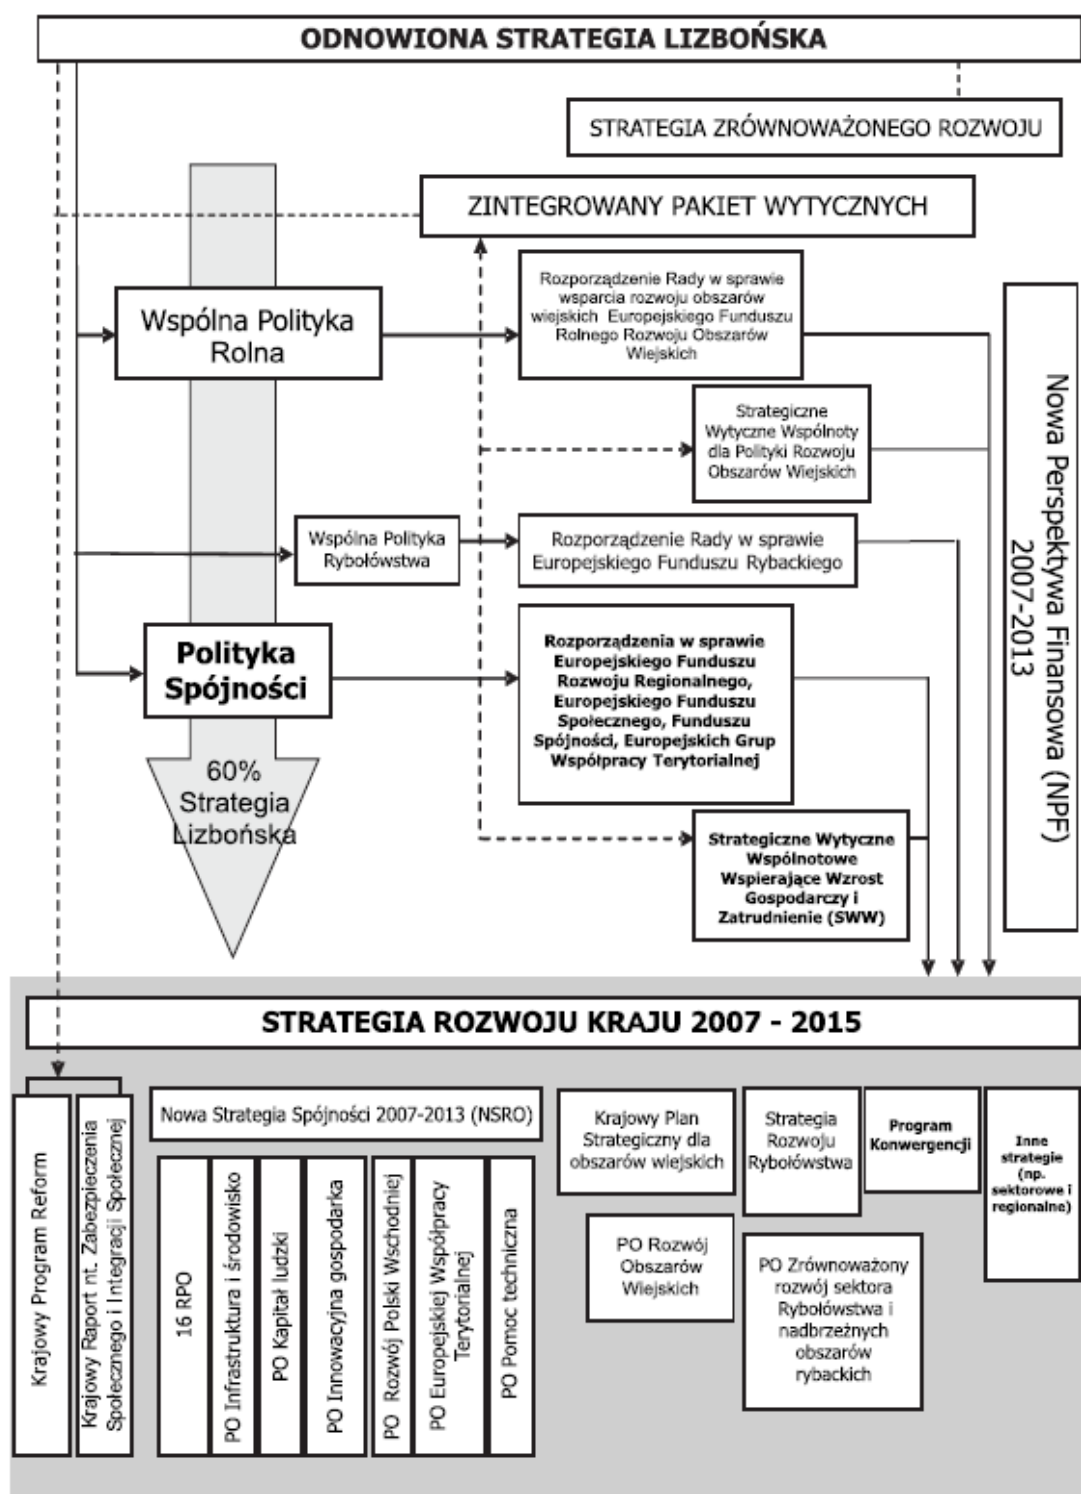 ODNOWIONA STRATEGIA LIZBOŃSKA
STRATEGIA ZRÓWNOWAŻONEGO ROZWOJU
ZINTEGROWANY PAKIET WYTYCZNYCH
Wspólna Polityka
Rolna
Rozporządzenie Rady w sprawie
wsparcia rozwoju obszarów
wiejskich Europejskiego Funduszu
Rolnego Rozwoju Obszarów
Wiejskich
Strategiczne
Wytyczne Wspólnoty
dla Polityki Rozwoju
Obszarów Wiejskich
Nowa Perspektywa Finansowa (NPF)
2007-2013
Wspólna Polityka
Rybołówstwa
Rozporządzenie Rady w sprawie
Europejskiego Funduszu Rybackiego
Polityka
Spójności
Rozporządzenia w sprawie
Europejskiego Funduszu
Rozwoju Regionalnego,
Europejskiego Funduszu
Społecznego, Funduszu
Spójności, Europejskich Grup
Współpracy Terytorialnej
60%
Strategia
Lizbońska
Strategiczne Wytyczne
Wspólnotowe
Wspierające Wzrost
Gospodarczy i
Zatrudnienie (SWW)
STRATEGIA ROZWOJU KRAJU 2007 - 2015
Krajowy Program Reform
Krajowy Raport nt. Zabezpieczenia
Społecznego i Integracji Społecznej
Nowa Strategia Spójności 2007-2013 (NSRO)
16 RPO
PO Infrastruktura i środowisko
PO Kapitał ludzki
PO Innowacyjna gospodarka
PO Rozwój Polski Wschodniej
PO Europejskiej Współpracy
Terytorialnej
PO Pomoc techniczna
Krajowy Plan
Strategiczny dla
obszarów wiejskich
PO Rozwój
Obszarów
Wiejskich
Strategia
Rozwoju
Rybołówstwa
PO Zrównoważony
rozwój sektora
Rybołówstwa i
nadbrzeżnych
obszarów
rybackich
Program
Konwergencji
Inne
strategie
(np.
sektorowe i
regionalne)